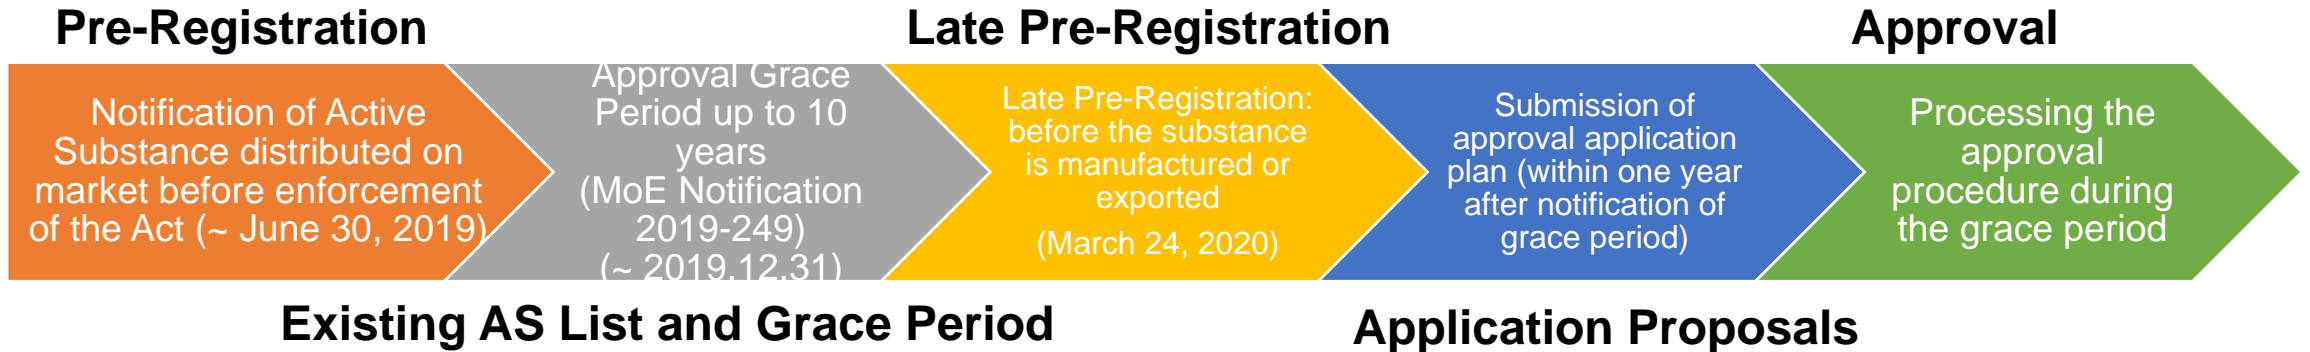 Pre-Registration
Late Pre-Registration
Approval
Notification of Active
Substance distributed on
market before enforcement
of the Act (~ June 30, 2019)
Approval Grace
Period up to 10
years
(MoE Notification
2019-249)
(~ 2019.12.31)
Late Pre-Registration:
before the substance
is manufactured or
exported
(March 24, 2020)
Submission of
approval application
plan (within one year
after notification of
grace period)
Processing the
approval
procedure during
the grace period
Existing AS List and Grace Period
Application Proposals